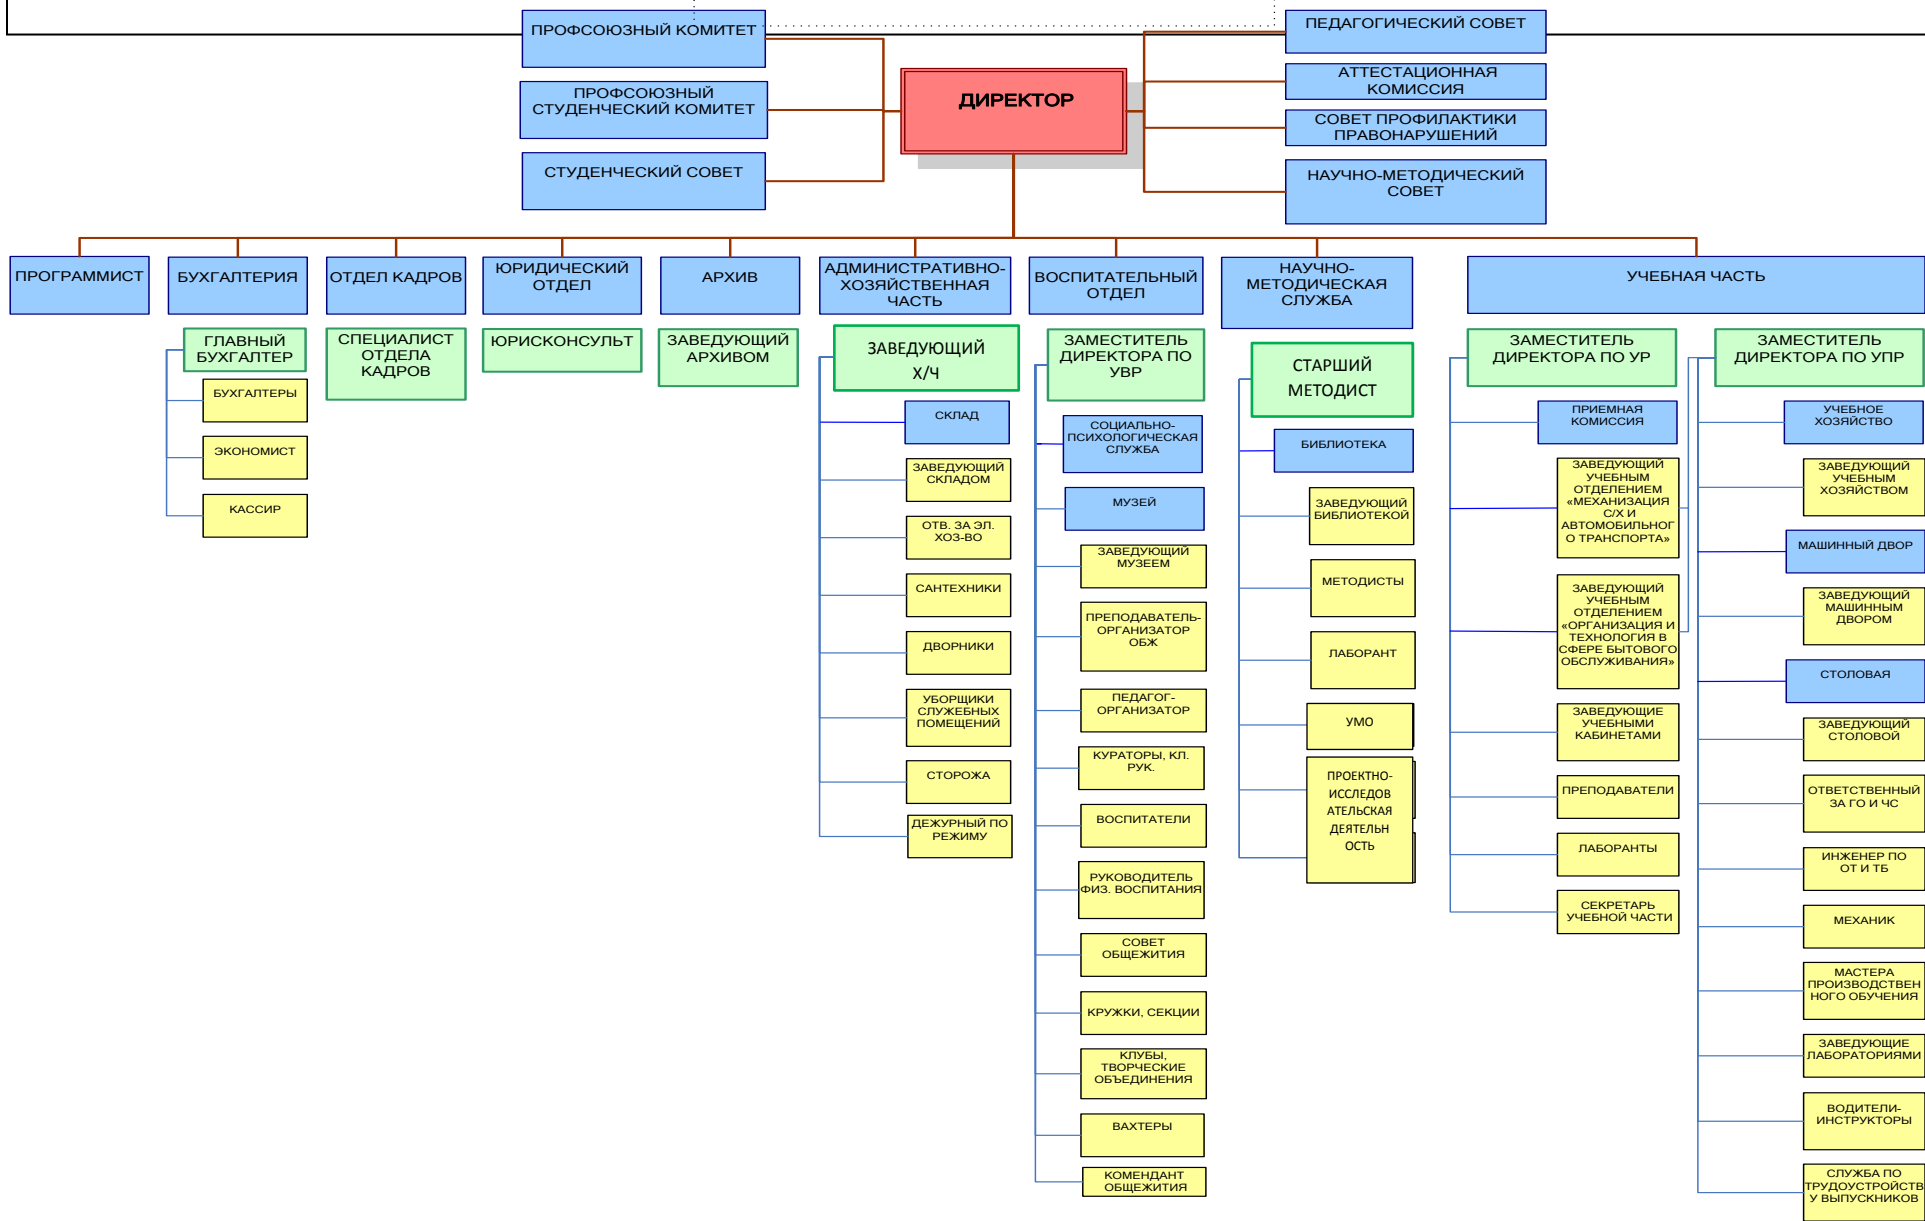 ПРОФСОЮЗНЫЙ КОМИТЕТ
ПРОФСОЮЗНЫЙ
СТУДЕНЧЕСКИЙ КОМИТЕТ
СТУДЕНЧЕСКИЙ СОВЕТ
ДИРЕКТОР
ПЕДАГОГИЧЕСКИЙ СОВЕТ
АТТЕСТАЦИОННАЯ
КОМИССИЯ
СОВЕТ ПРОФИЛАКТИКИ
ПРАВОНАРУШЕНИЙ
НАУЧНО-МЕТОДИЧЕСКИЙ
СОВЕТ
ПРОГРАММИСТ
БУХГАЛТЕРИЯ
ОТДЕЛ КАДРОВ
ЮРИДИЧЕСКИЙ
ОТДЕЛ
АРХИВ
АДМИНИСТРАТИВНО-
ХОЗЯЙСТВЕННАЯ
ЧАСТЬ
ВОСПИТАТЕЛЬНЫЙ
ОТДЕЛ
НАУЧНО-
МЕТОДИЧЕСКАЯ
СЛУЖБА
УЧЕБНАЯ ЧАСТЬ
ГЛАВНЫЙ
БУХГАЛТЕР
БУХГАЛТЕРЫ
ЭКОНОМИСТ
КАССИР
СПЕЦИАЛИСТ
ОТДЕЛА
КАДРОВ
ЮРИСКОНСУЛЬТ
ЗАВЕДУЮЩИЙ
АРХИВОМ
ЗАВЕДУЮЩИЙ
Х/Ч
СКЛАД
ЗАВЕДУЮЩИЙ
СКЛАДОМ
ОТВ. ЗА ЭЛ.
ХОЗ-ВО
САНТЕХНИКИ
ДВОРНИКИ
УБОРЩИКИ
СЛУЖЕБНЫХ
ПОМЕЩЕНИЙ
СТОРОЖА
ДЕЖУРНЫЙ ПО
РЕЖИМУ
ЗАМЕСТИТЕЛЬ
ДИРЕКТОРА ПО
УВР
СОЦИАЛЬНО-
ПСИХОЛОГИЧЕСКАЯ
СЛУЖБА
МУЗЕЙ
ЗАВЕДУЮЩИЙ
МУЗЕЕМ
ПРЕПОДАВАТЕЛЬ-
ОРГАНИЗАТОР
ОБЖ
ПЕДАГОГ-
ОРГАНИЗАТОР
КУРАТОРЫ, КЛ.
РУК.
ВОСПИТАТЕЛИ
РУКОВОДИТЕЛЬ
ФИЗ. ВОСПИТАНИЯ
СОВЕТ
ОБЩЕЖИТИЯ
КРУЖКИ, СЕКЦИИ
КЛУБЫ,
ТВОРЧЕСКИЕ
ОБЪЕДИНЕНИЯ
ВАХТЕРЫ
КОМЕНДАНТ
ОБЩЕЖИТИЯ
СТАРШИЙ
МЕТОДИСТ
БИБЛИОТЕКА
ЗАВЕДУЮЩИЙ
БИБЛИОТЕКОЙ
МЕТОДИСТЫ
ЛАБОРАНТ
УМО
ПРОЕКТНО-
ИССЛЕДОВ
АТЕЛЬСКАЯ
ДЕЯТЕЛЬН
ОСТЬ
ЗАМЕСТИТЕЛЬ
ДИРЕКТОРА ПО УР
ПРИЕМНАЯ
КОМИССИЯ
ЗАВЕДУЮЩИЙ
УЧЕБНЫМ
ОТДЕЛЕНИЕМ
«МЕХАНИЗАЦИЯ
С/Х И
АВТОМОБИЛЬНОГ
О ТРАНСПОРТА»
ЗАВЕДУЮЩИЙ
УЧЕБНЫМ
ОТДЕЛЕНИЕМ
«ОРГАНИЗАЦИЯ И
ТЕХНОЛОГИЯ В
СФЕРЕ БЫТОВОГО
ОБСЛУЖИВАНИЯ»
ЗАВЕДУЮЩИЕ
УЧЕБНЫМИ
КАБИНЕТАМИ
ПРЕПОДАВАТЕЛИ
ЛАБОРАНТЫ
СЕКРЕТАРЬ
УЧЕБНОЙ ЧАСТИ
ЗАМЕСТИТЕЛЬ
ДИРЕКТОРА ПО УПР
УЧЕБНОЕ
ХОЗЯЙСТВО
ЗАВЕДУЮЩИЙ
УЧЕБНЫМ
ХОЗЯЙСТВОМ
МАШИННЫЙ ДВОР
ЗАВЕДУЮЩИЙ
МАШИННЫМ
ДВОРОМ
СТОЛОВАЯ
ЗАВЕДУЮЩИЙ
СТОЛОВОЙ
ОТВЕТСТВЕННЫЙ
ЗА ГО И ЧС
ИНЖЕНЕР ПО
ОТ И ТБ
МЕХАНИК
МАСТЕРА
ПРОИЗВОДСТВЕН
НОГО ОБУЧЕНИЯ
ЗАВЕДУЮЩИЕ
ЛАБОРАТОРИЯМИ
ВОДИТЕЛИ-
ИНСТРУКТОРЫ
СЛУЖБА ПО
ТРУДОУСТРОЙСТВ
У ВЫПУСКНИКОВ